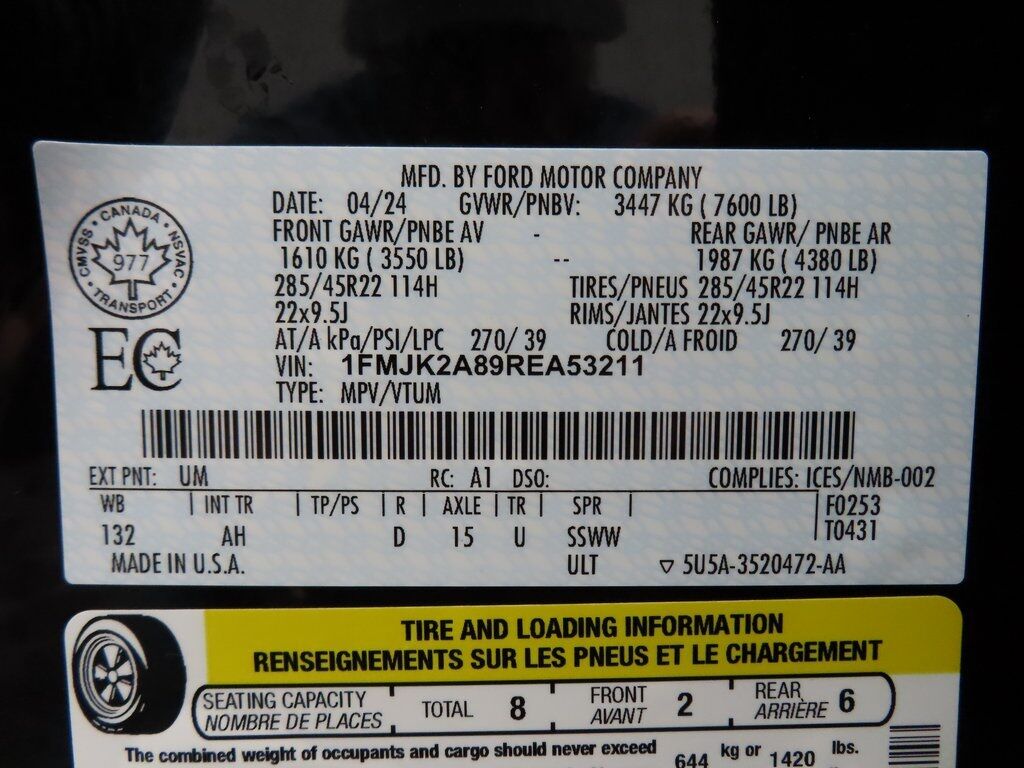 MFD. BY FORD MOTOR COMPANY
DATE: 04/24 GVWR/PNBV: 3447 KG ( 7600 LB)
FRONT GAWR/PNBE AV - REAR GAWR/ PNBE AR
1610 KG ( 3550 LB) -- 1987 KG ( 4380 LB)
285/45R22 114H TIRES/PNEUS 285/45R22 114H
22x9.5J RIMS/JANTES 22x9.5J
AT/A kPa/PSI/LPC 270/ 39 COLD/A FROID 270/ 39
VIN: 1FMJK2A89REA53211
TYPE: MPV/VTUM
CANADA
CMVSS NSVAC
977
TRANSPORT
EC
EXT PNT: UM RC: A1 DSO: COMPLIES: ICES/NMB-002
WB | INT TR | TP/PS | R | AXLE | TR | SPR | F0253
132 AH D 15 U SSWW T0431
MADE IN U.S.A. ULT ▽ 5U5A-3520472-AA
TIRE AND LOADING INFORMATION
RENSEIGNEMENTS SUR LES PNEUS ET LE CHARGEMENT
SEATING CAPACITY
NOMBRE DE PLACES
TOTAL 8
FRONT
AVANT 2
REAR
ARRIÈRE 6
The combined weight of occupants and cargo should never exceed 644 kg or 1420 lbs.